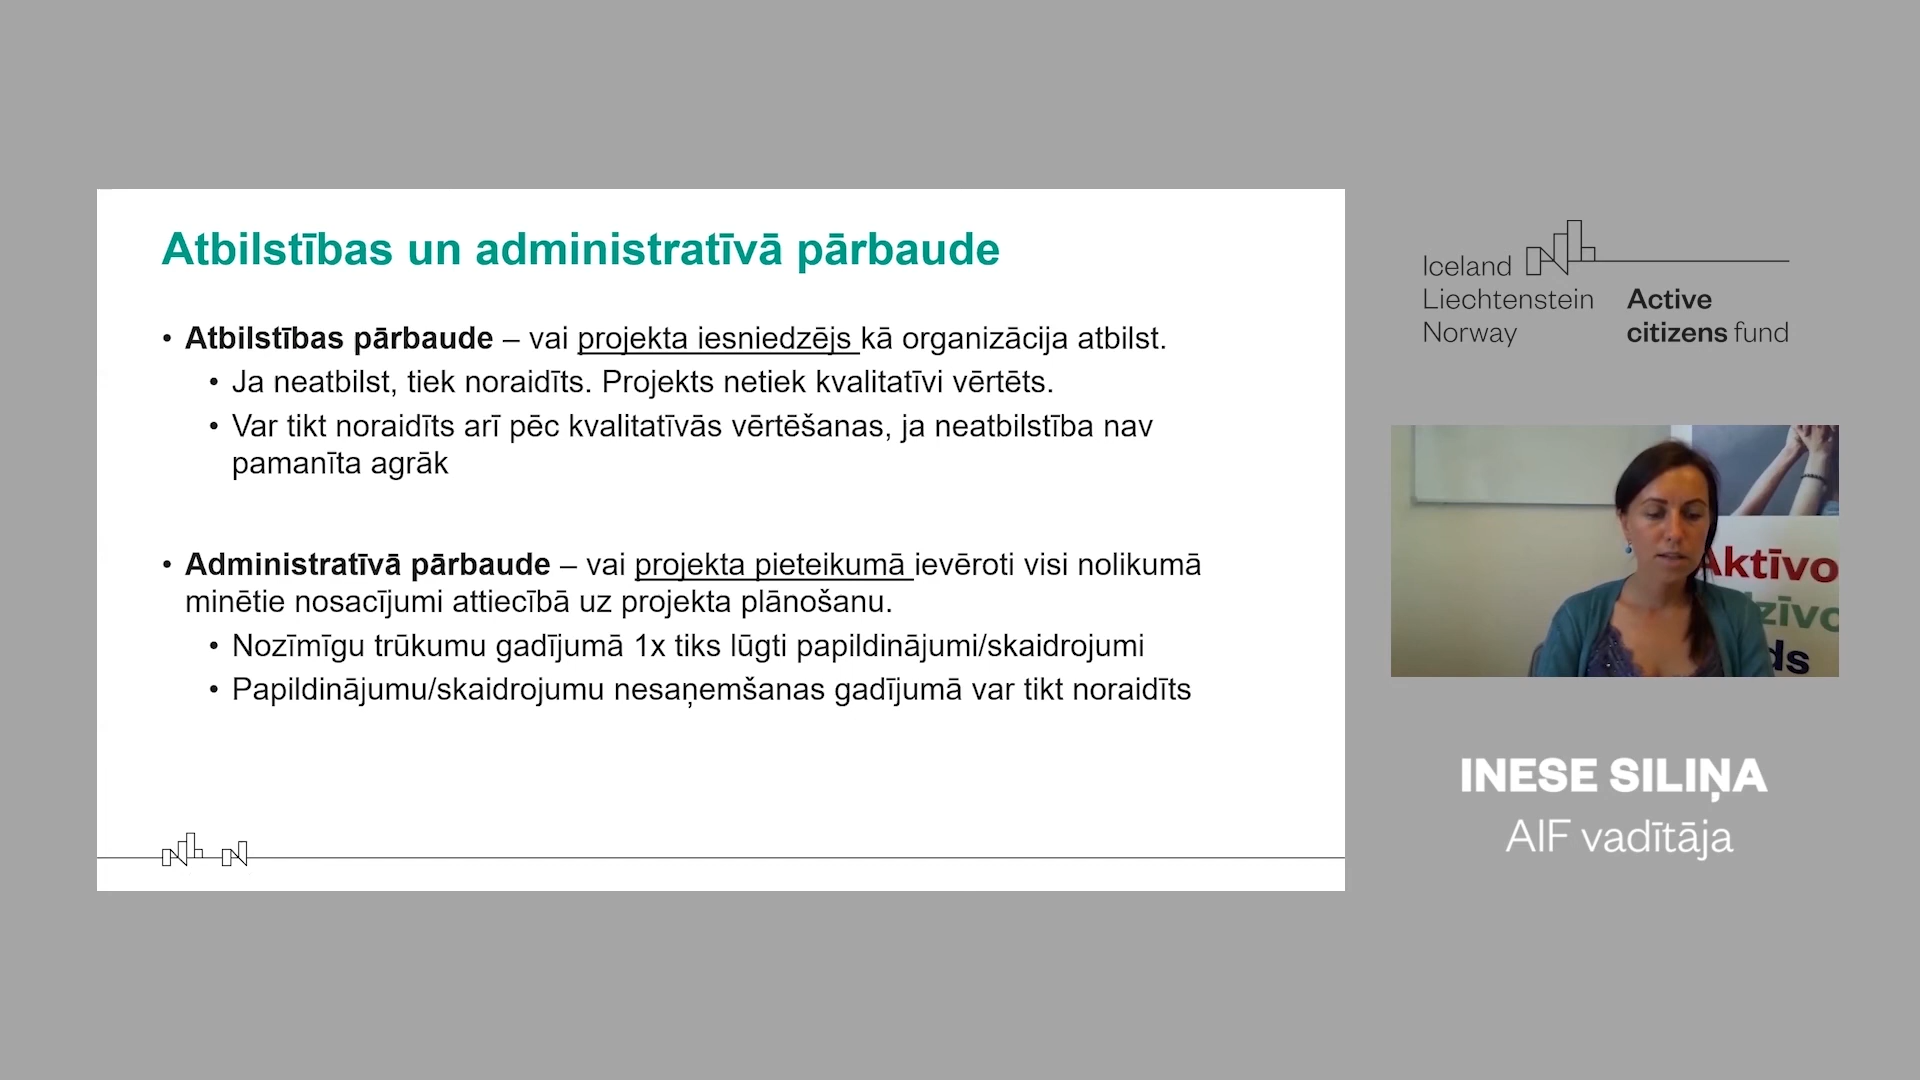 Atbilstības un administratīvā pārbaude
• Atbilstības pārbaude – vai projekta iesniedzējs kā organizācija atbilst.
• Ja neatbilst, tiek noraidīts. Projekts netiek kvalitatīvi vērtēts.
• Var tikt noraidīts arī pēc kvalitatīvās vērtēšanas, ja neatbilstība nav
pamanīta agrāk
• Administratīvā pārbaude – vai projekta pieteikumā ievēroti visi nolikumā
minētie nosacījumi attiecībā uz projekta plānošanu.
• Nozīmīgu trūkumu gadījumā 1x tiks lūgti papildinājumi/skaidrojumi
• Papildinājumu/skaidrojumu nesaņemšanas gadījumā var tikt noraidīts
Iceland
Liechtenstein Active
Norway citizens fund
Aktīvo
INESE SILIŅA
AIF vadītāja